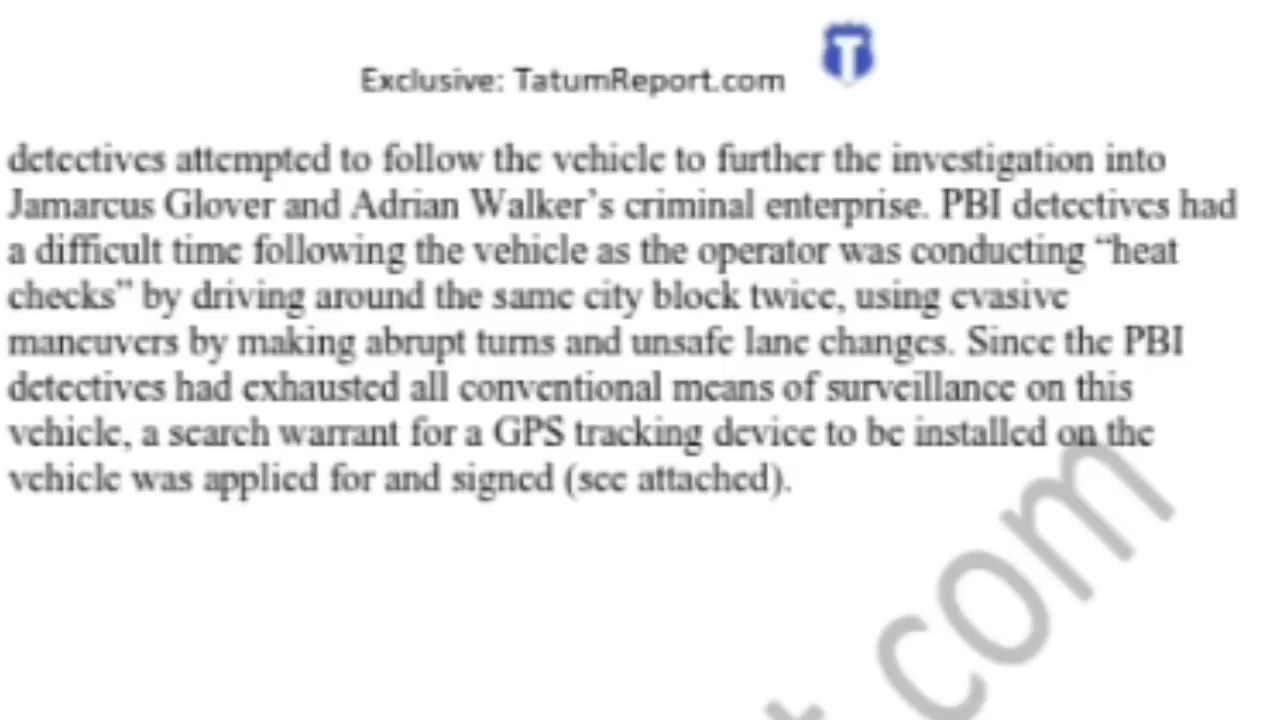 Exclusive: TatumReport.com
T
detectives attempted to follow the vehicle to further the investigation into
Jamarcus Glover and Adrian Walker’s criminal enterprise. PBI detectives had
a difficult time following the vehicle as the operator was conducting “heat
checks” by driving around the same city block twice, using evasive
maneuvers by making abrupt turns and unsafe lane changes. Since the PBI
detectives had exhausted all conventional means of surveillance on this
vehicle, a search warrant for a GPS tracking device to be installed on the
vehicle was applied for and signed (see attached).
t com